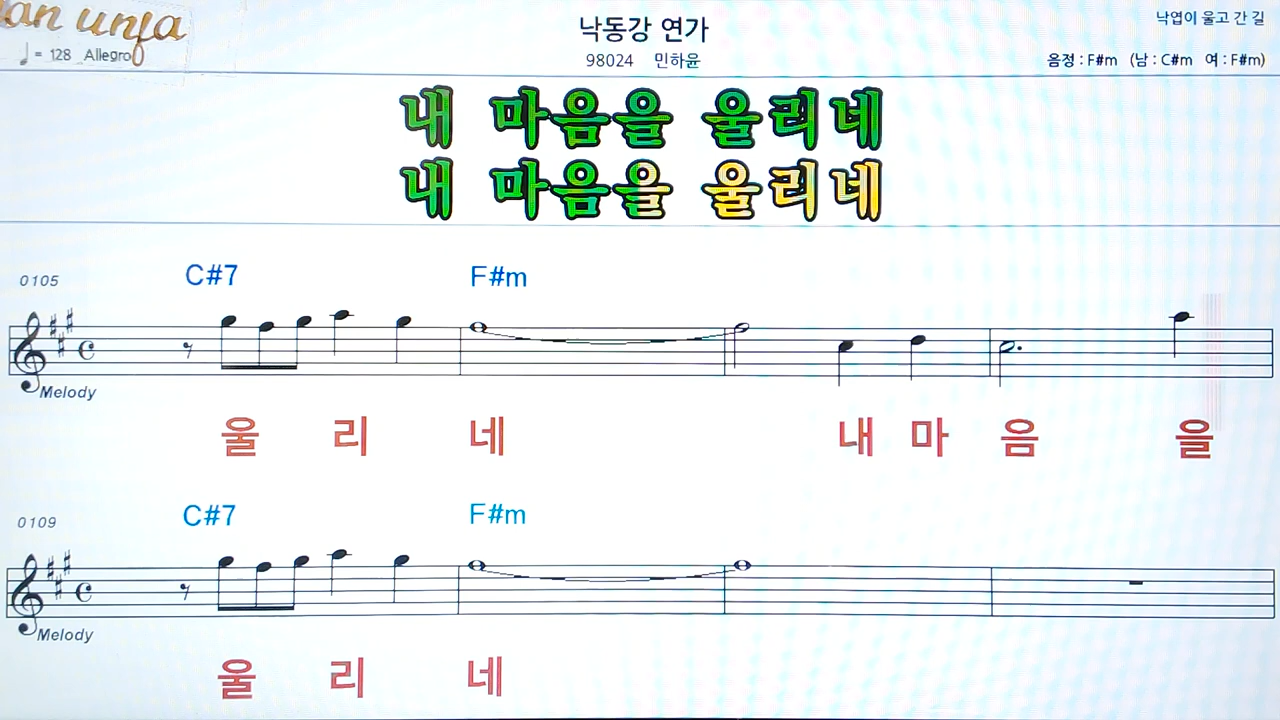 낙엽이 울고 간 길
낙동강 연가
♩ = 128 Allegro
98024 민하윤
음정 : F#m (남 : C#m 여 : F#m)
내 마음을 울리네
내 마음을 울리네
0105
C#7 F#m
Melody
울 리 네 내 마 음 을
0109
C#7 F#m
Melody
울 리 네